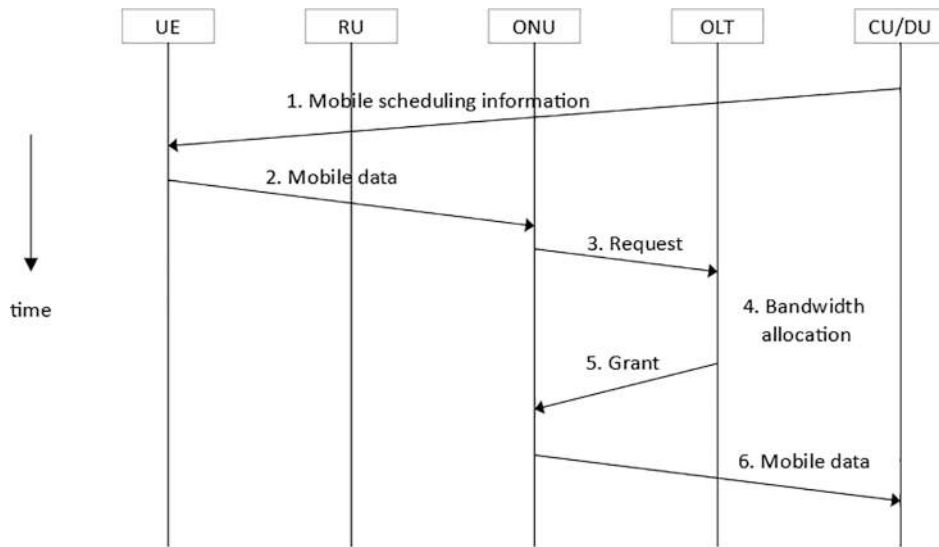 UE
RU
ONU
OLT
CU/DU
1. Mobile scheduling information
2. Mobile data
3. Request
time
4. Bandwidth
allocation
5. Grant
6. Mobile data